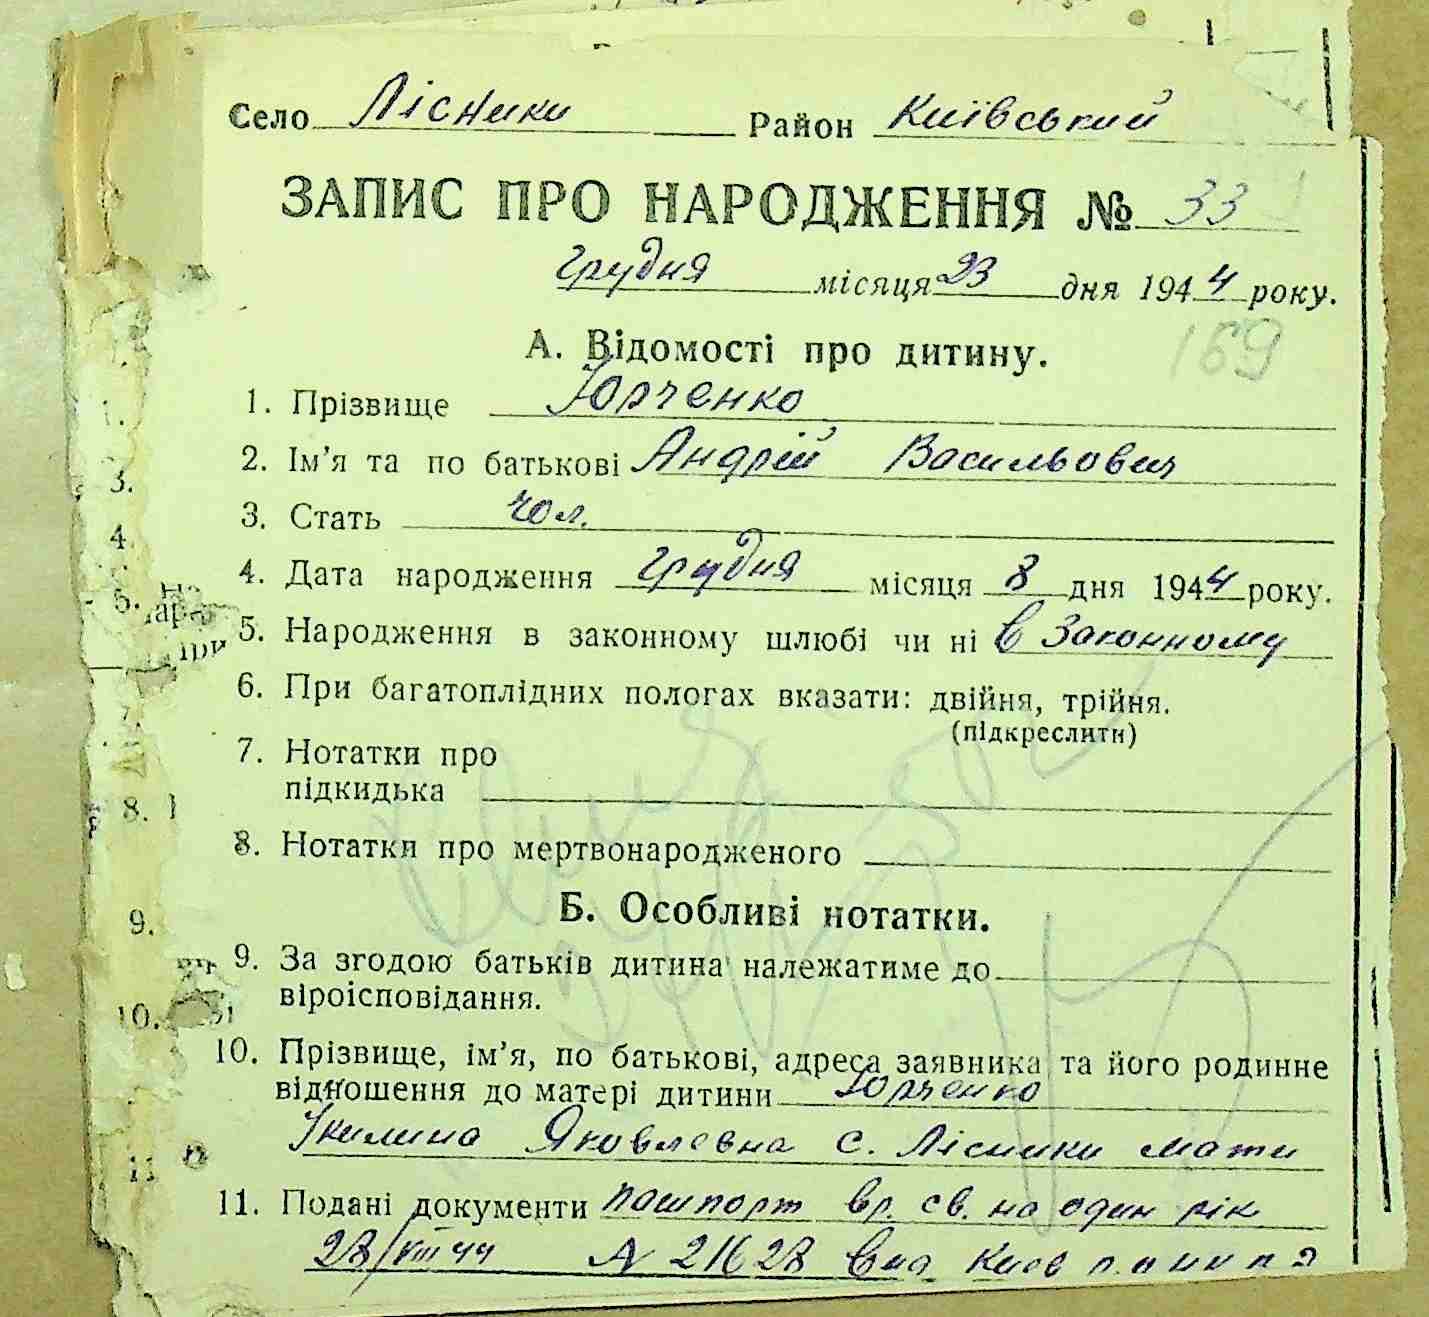 Село Лісники Район Київський
ЗАПИС ПРО НАРОДЖЕННЯ № 33
грудня місяця 23 дня 1944 року.
169
А. Відомості про дитину.
1. Прізвище Юрченко
2. Ім'я та по батькові Андрій Васильович
3. Стать чол.
4. Дата народження грудня місяця 8 дня 1944 року.
5. Народження в законному шлюбі чи ні в законному
6. При багатоплідних пологах вказати: двійня, трійня.
(підкреслити)
7. Нотатки про
підкидька
8. Нотатки про мертвонародженого
Б. Особливі нотатки.
9. За згодою батьків дитина належатиме до
віроісповідання.
10. Прізвище, ім'я, по батькові, адреса заявника та його родинне
відношення до матері дитини Юрченко
Укилина Яковлевна с. Лісники мати
11. Подані документи паспорт вр. св. на один рік
28/VIII 44 N 21628 Киев